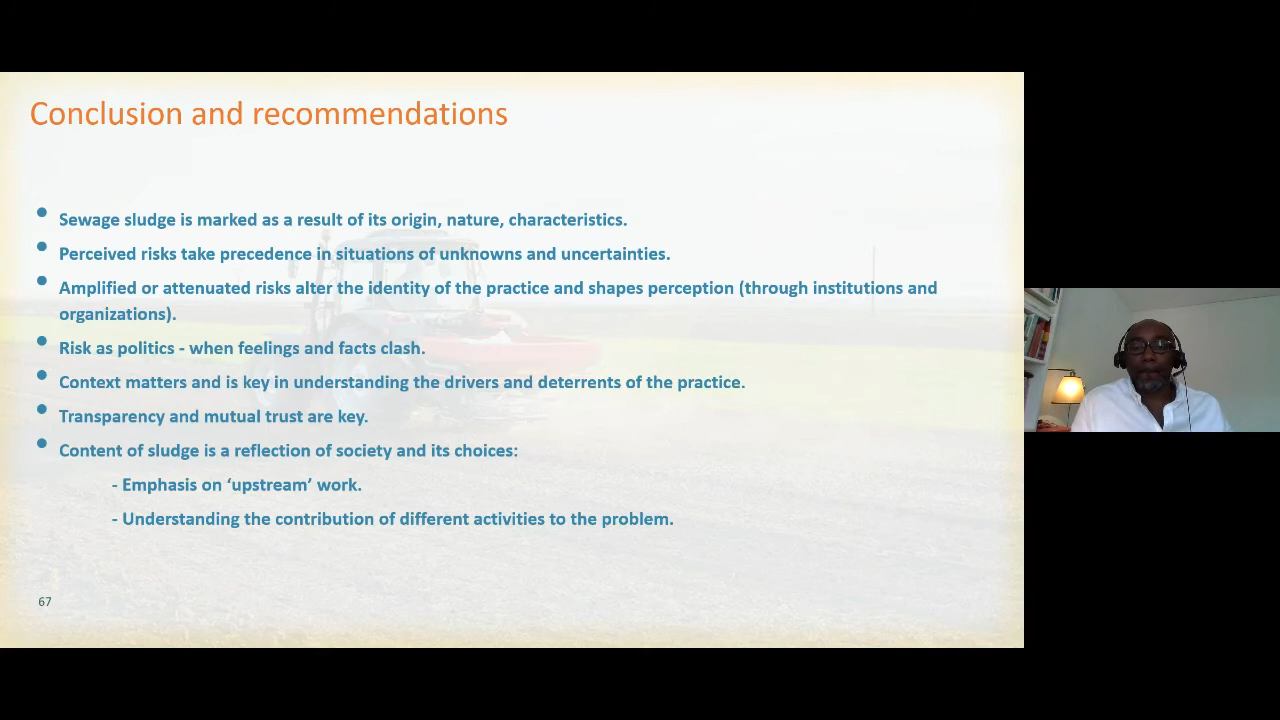 Conclusion and recommendations
• Sewage sludge is marked as a result of its origin, nature, characteristics.
• Perceived risks take precedence in situations of unknowns and uncertainties.
• Amplified or attenuated risks alter the identity of the practice and shapes perception (through institutions and
organizations).
• Risk as politics - when feelings and facts clash.
• Context matters and is key in understanding the drivers and deterrents of the practice.
• Transparency and mutual trust are key.
• Content of sludge is a reflection of society and its choices:
- Emphasis on ‘upstream’ work.
- Understanding the contribution of different activities to the problem.
67